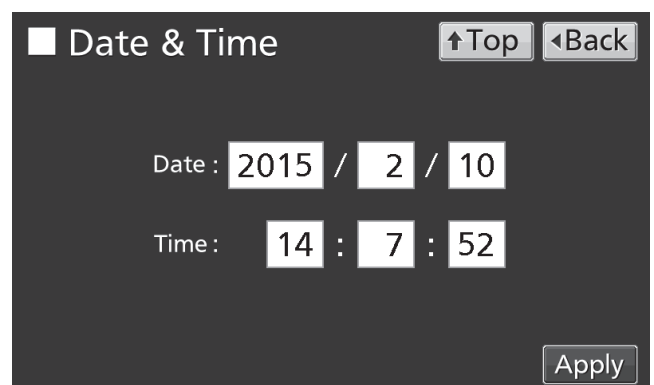 Date & Time
↑Top
◂Back
Date : 2015 / 2 / 10
Time : 14 : 7 : 52
Apply